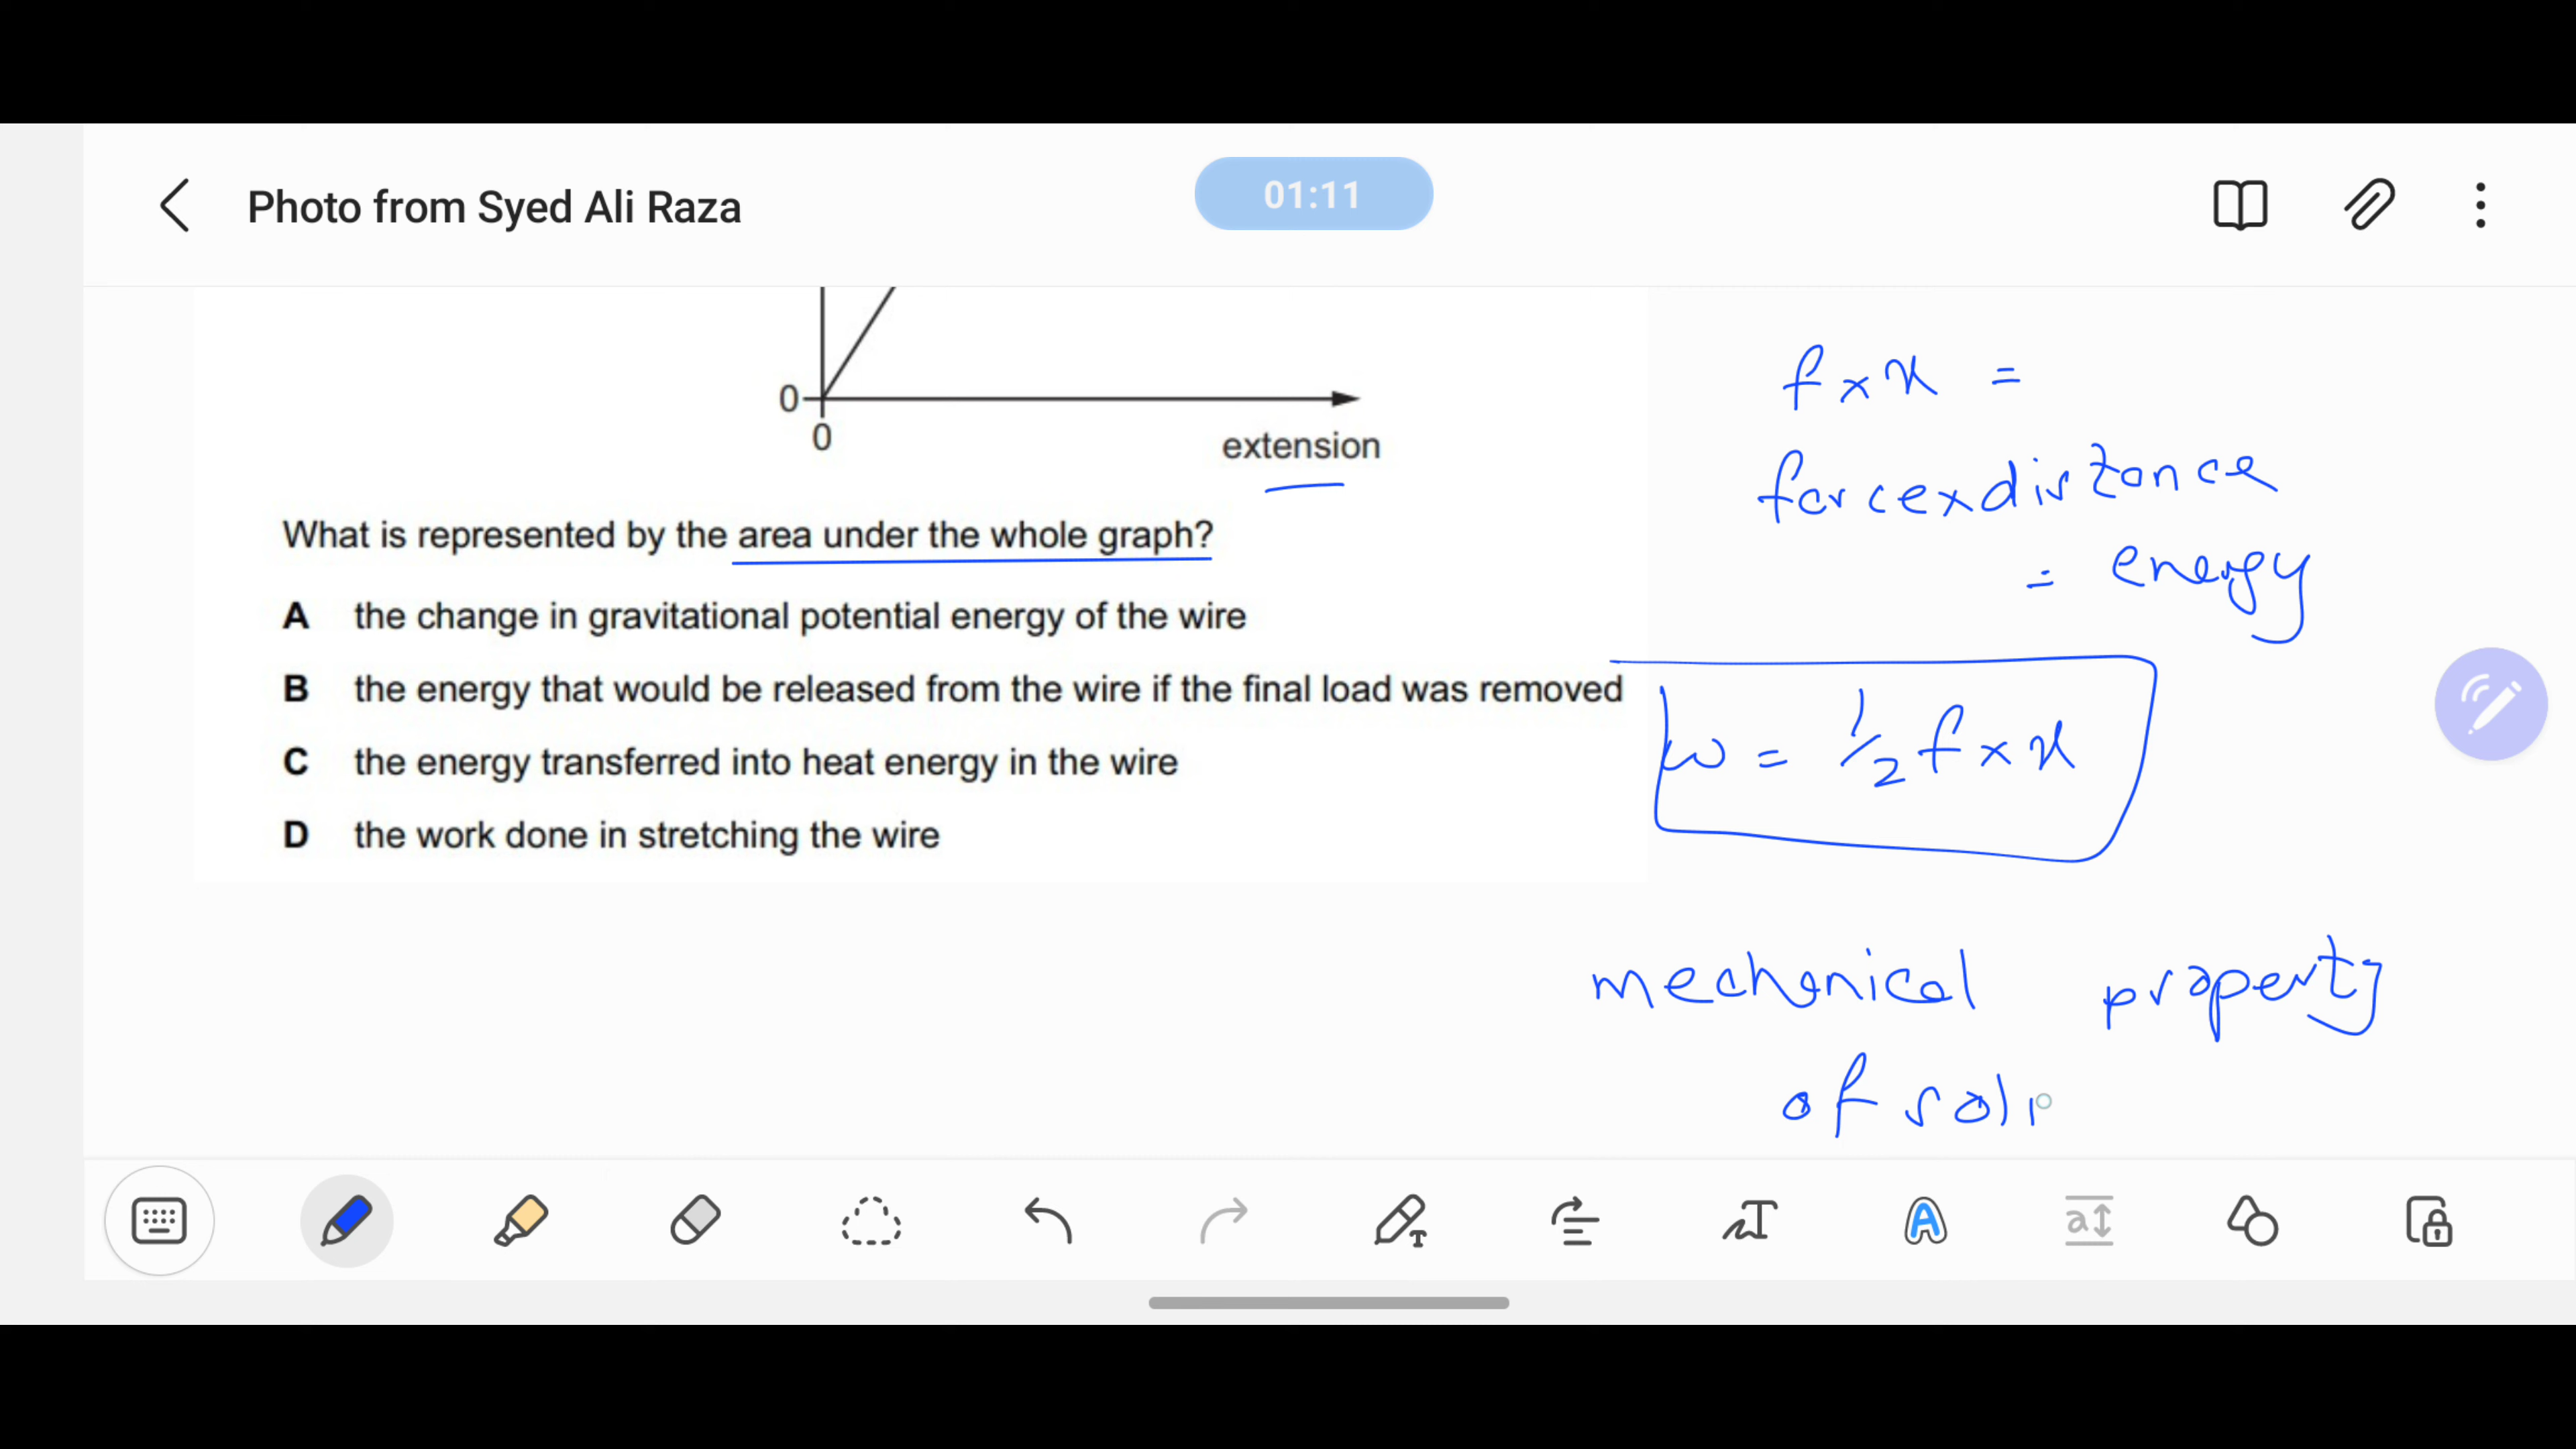 Photo from Syed Ali Raza
01:11
0
0
extension
What is represented by the area under the whole graph?
A the change in gravitational potential energy of the wire
B the energy that would be released from the wire if the final load was removed
C the energy transferred into heat energy in the wire
D the work done in stretching the wire
f × x =
force × distance
= energy
w = 1/2 f × x
mechanical property
of soli
T
T
A
a